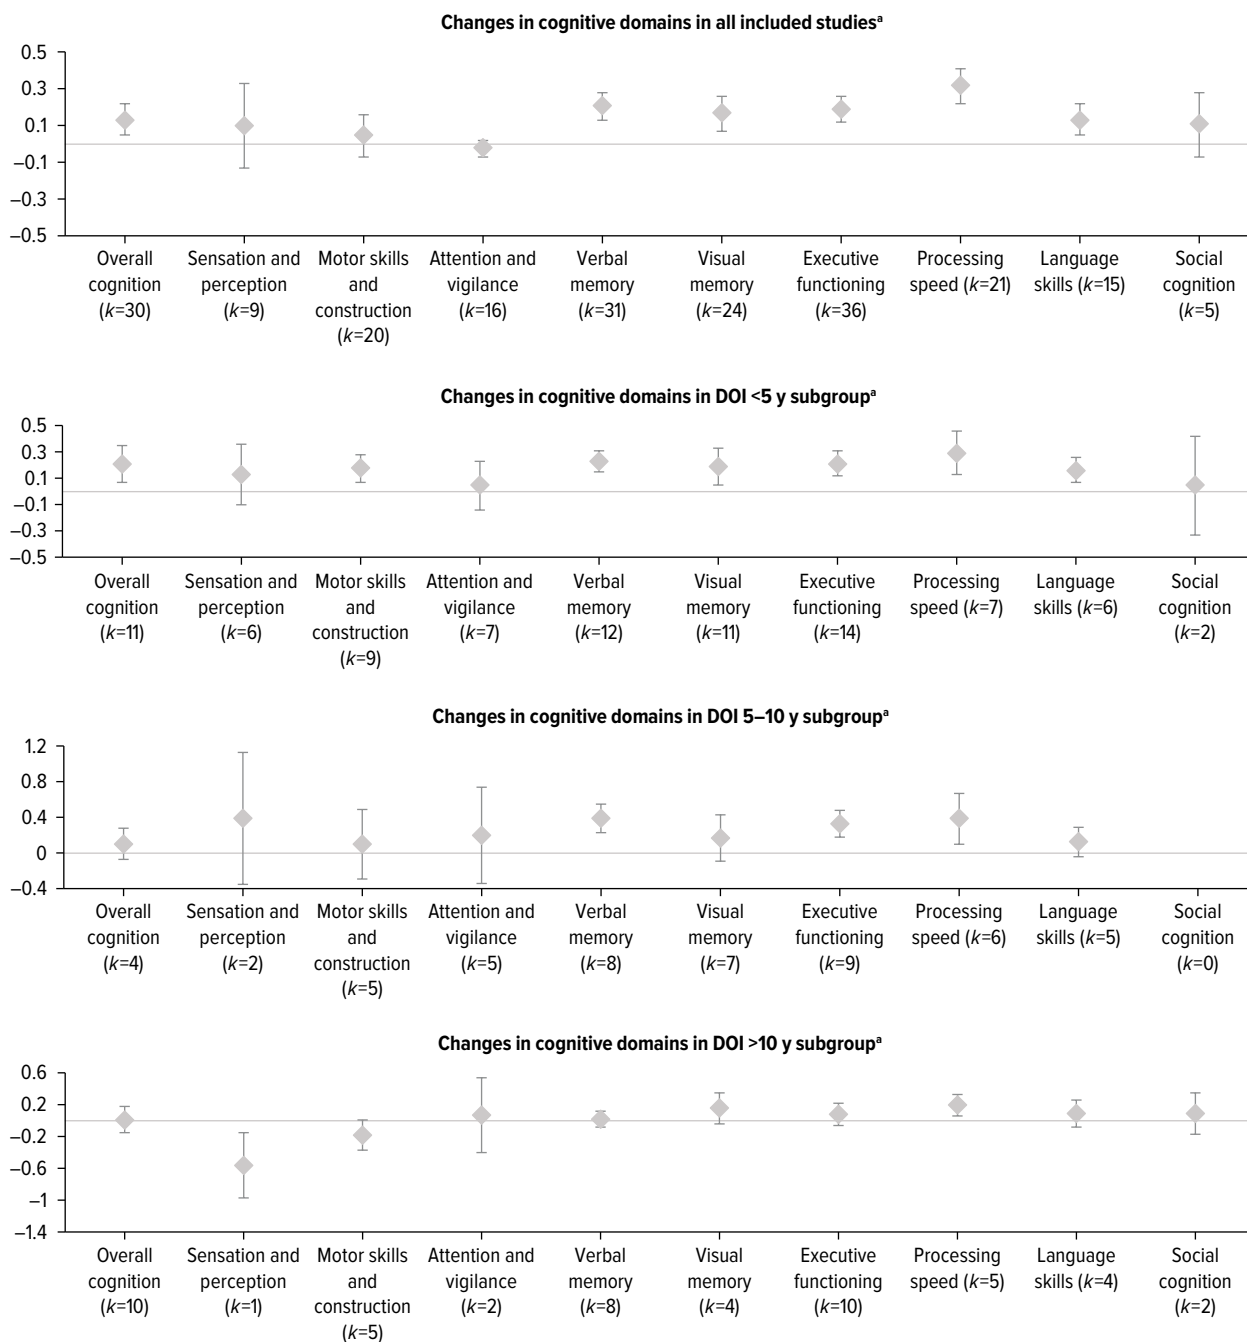 Changes in cognitive domains in all included studiesᵃ
0.5
0.3
0.1
–0.1
–0.3
–0.5
Overall
cognition
(k=30)
Sensation and
perception
(k=9)
Motor skills
and
construction
(k=20)
Attention and
vigilance
(k=16)
Verbal
memory
(k=31)
Visual
memory
(k=24)
Executive
functioning
(k=36)
Processing
speed (k=21)
Language
skills (k=15)
Social
cognition
(k=5)
Changes in cognitive domains in DOI <5 y subgroupᵃ
0.5
0.3
0.1
–0.1
–0.3
–0.5
Overall
cognition
(k=11)
Sensation and
perception
(k=6)
Motor skills
and
construction
(k=9)
Attention and
vigilance
(k=7)
Verbal
memory
(k=12)
Visual
memory
(k=11)
Executive
functioning
(k=14)
Processing
speed (k=7)
Language
skills (k=6)
Social
cognition
(k=2)
Changes in cognitive domains in DOI 5–10 y subgroupᵃ
1.2
0.8
0.4
0
–0.4
Overall
cognition
(k=4)
Sensation and
perception
(k=2)
Motor skills
and
construction
(k=5)
Attention and
vigilance
(k=5)
Verbal
memory
(k=8)
Visual
memory
(k=7)
Executive
functioning
(k=9)
Processing
speed (k=6)
Language
skills (k=5)
Social
cognition
(k=0)
Changes in cognitive domains in DOI >10 y subgroupᵃ
0.6
0.2
–0.2
–0.6
–1
–1.4
Overall
cognition
(k=10)
Sensation and
perception
(k=1)
Motor skills
and
construction
(k=5)
Attention and
vigilance
(k=2)
Verbal
memory
(k=8)
Visual
memory
(k=4)
Executive
functioning
(k=10)
Processing
speed (k=5)
Language
skills (k=4)
Social
cognition
(k=2)